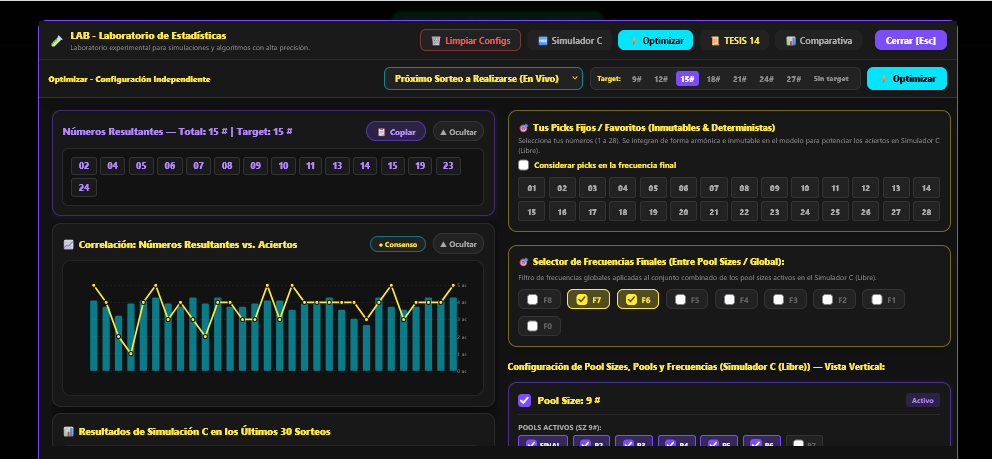 LAB - Laboratorio de Estadísticas
Laboratorio experimental para simulaciones y algoritmos con alta precisión.
Limpiar Configs
Simulador C
Optimizar
TESIS 14
Comparativa
Cerrar [Esc]
Optimizar - Configuración Independiente
Próximo Sorteo a Realizarse (En Vivo)
Target: 9# 12# 15# 18# 21# 24# 27# Sin target
Optimizar
Números Resultantes — Total: 15 # | Target: 15 #
Copiar
▲ Ocultar
02 04 05 06 07 08 09 10 11 13 14 15 19 23
24
Correlación: Números Resultantes vs. Aciertos
● Consenso
▲ Ocultar
Resultados de Simulación C en los Últimos 30 Sorteos
Tus Picks Fijos / Favoritos (Inmutables & Deterministas)
Selecciona tus números (1 a 28). Se integran de forma armónica e inmutable en el modelo para potenciar los aciertos en Simulador C
(Libre).
Considerar picks en la frecuencia final
01 02 03 04 05 06 07 08 09 10 11 12 13 14
15 16 17 18 19 20 21 22 23 24 25 26 27 28
Selector de Frecuencias Finales (Entre Pool Sizes / Global):
Filtro de frecuencias globales aplicadas al conjunto combinado de los pool sizes activos en el Simulador C (Libre).
F8 F7 F6 F5 F4 F3 F2 F1
F0
Configuración de Pool Sizes, Pools y Frecuencias (Simulador C (Libre)) — Vista Vertical:
Pool Size: 9 #
Activo
POOLS ACTIVOS (SZ 9#):